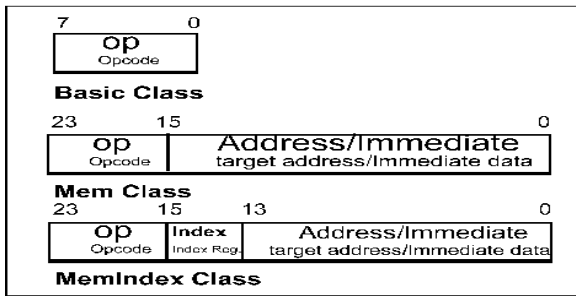 7 0
op
Opcode
Basic Class
23 15 0
op Address/Immediate
Opcode target address/Immediate data
Mem Class
23 15 13 0
op Index Address/Immediate
Opcode Index Reg. target address/Immediate data
MemIndex Class